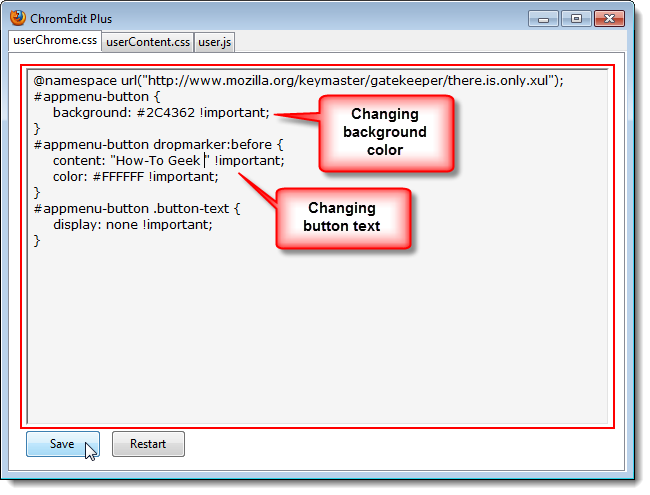 ChromEdit Plus
userChrome.css userContent.css user.js
@namespace url("http://www.mozilla.org/keymaster/gatekeeper/there.is.only.xul");
#appmenu-button {
background: #2C4362 !important;
}
#appmenu-button dropmarker:before {
content: "How-To Geek " !important;
color: #FFFFFF !important;
}
#appmenu-button .button-text {
display: none !important;
}
Changing
background
color
Changing
button text
Save Restart